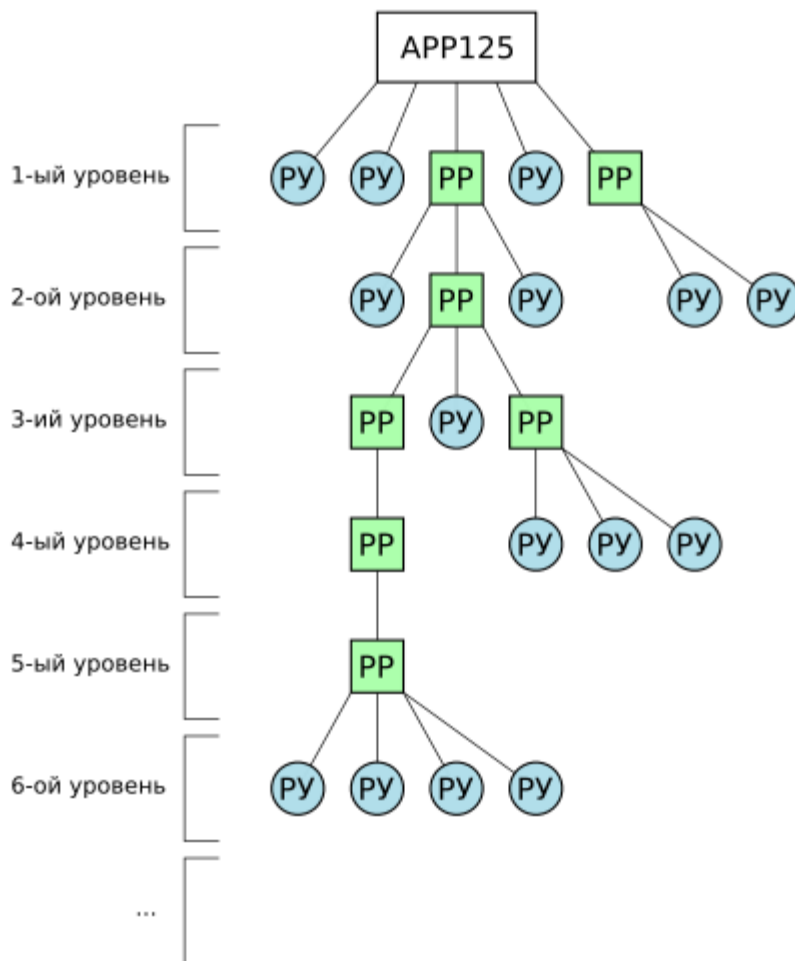 АРР125
1-ый уровень
РУ РУ РР РУ РР
2-ой уровень
РУ РР РУ РУ РУ
3-ий уровень
РР РУ РР
4-ый уровень
РР РУ РУ РУ
5-ый уровень
РР
6-ой уровень
РУ РУ РУ РУ
...